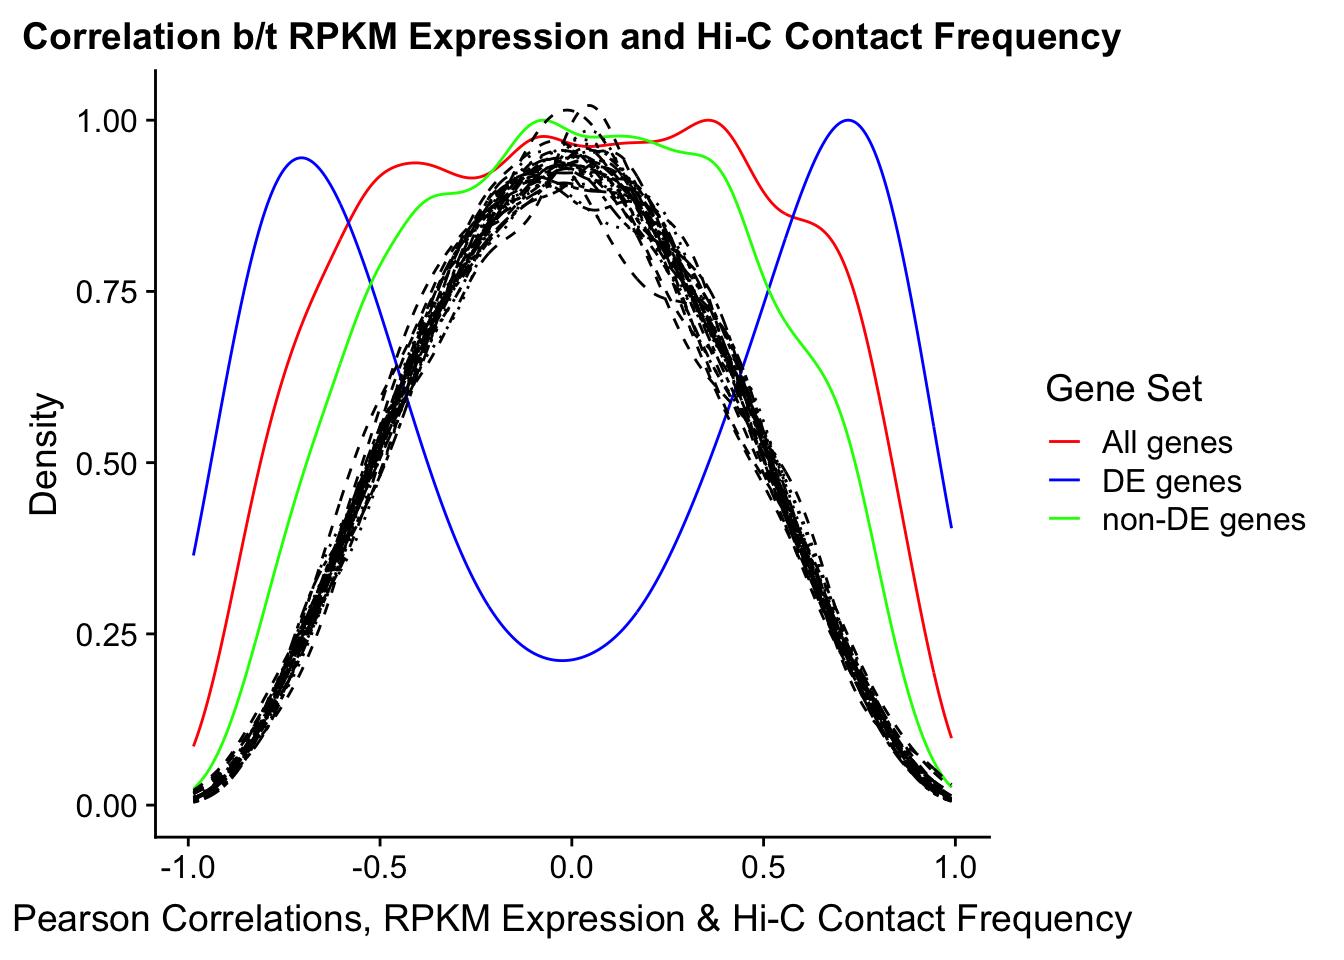 Correlation b/t RPKM Expression and Hi-C Contact Frequency
1.00
0.75
0.50
0.25
0.00
Density
-1.0 -0.5 0.0 0.5 1.0
Pearson Correlations, RPKM Expression & Hi-C Contact Frequency
Gene Set
All genes
DE genes
non-DE genes